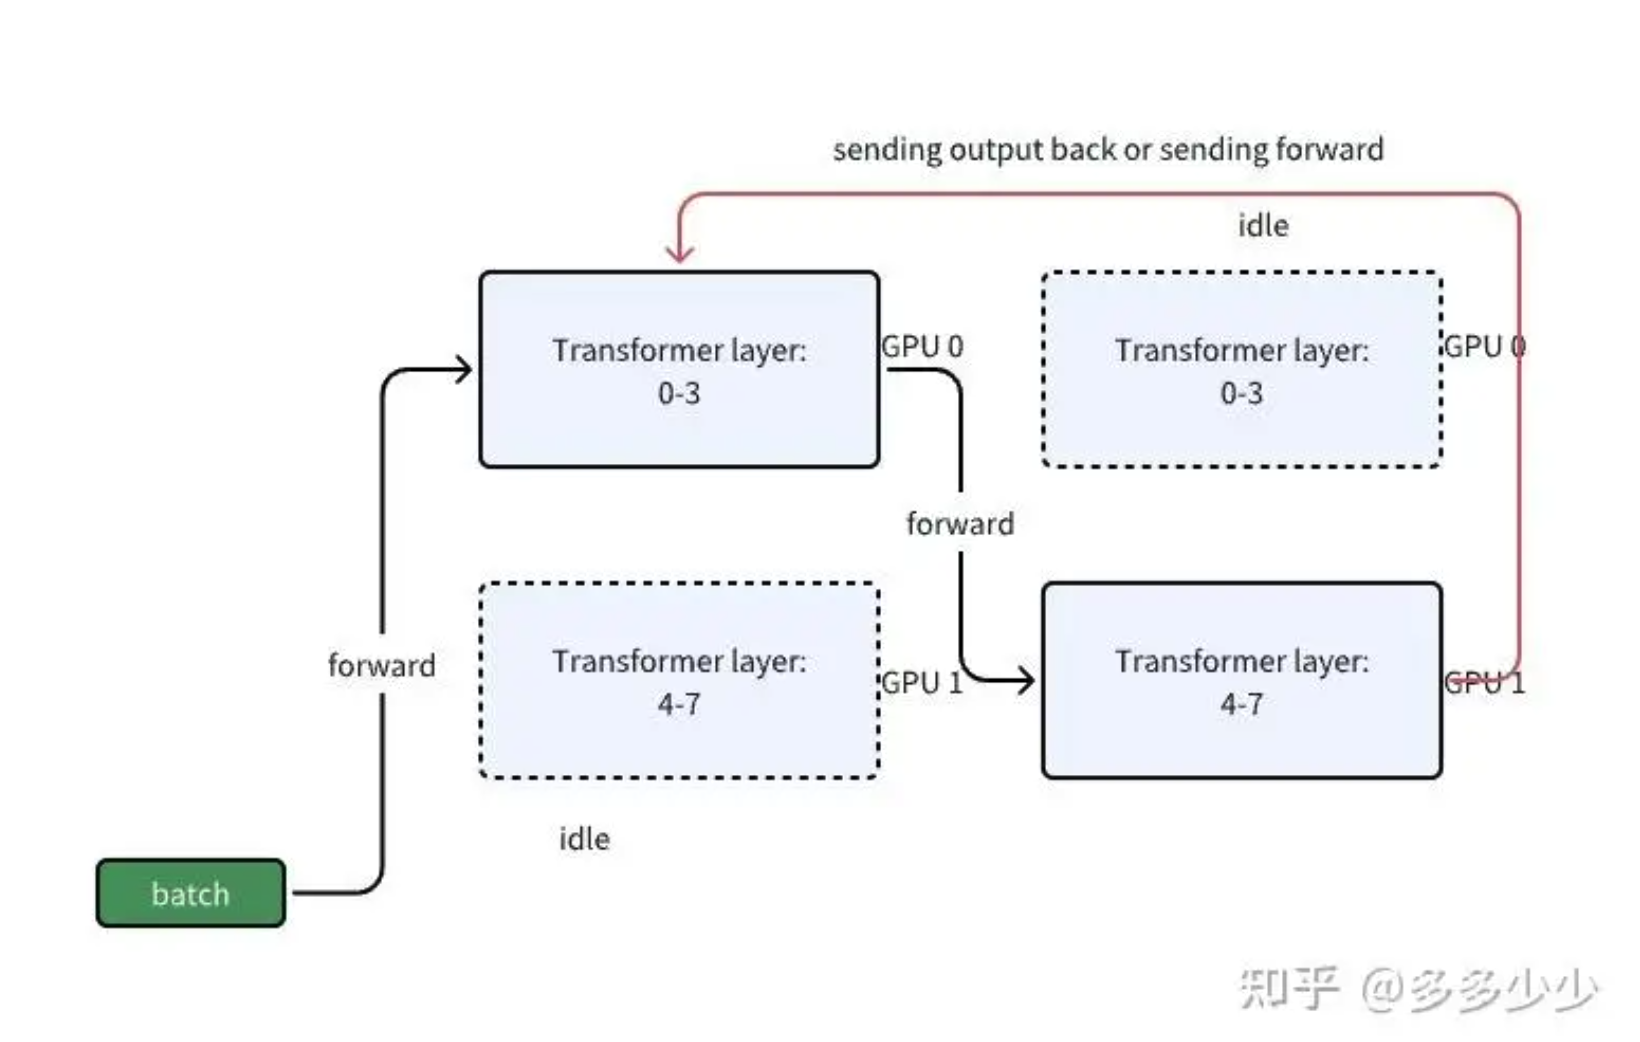 sending output back or sending forward
idle
Transformer layer:
0-3
GPU 0
Transformer layer:
0-3
GPU 0
forward
forward
Transformer layer:
4-7
GPU 1
Transformer layer:
4-7
GPU 1
idle
batch
知乎 @多多少少